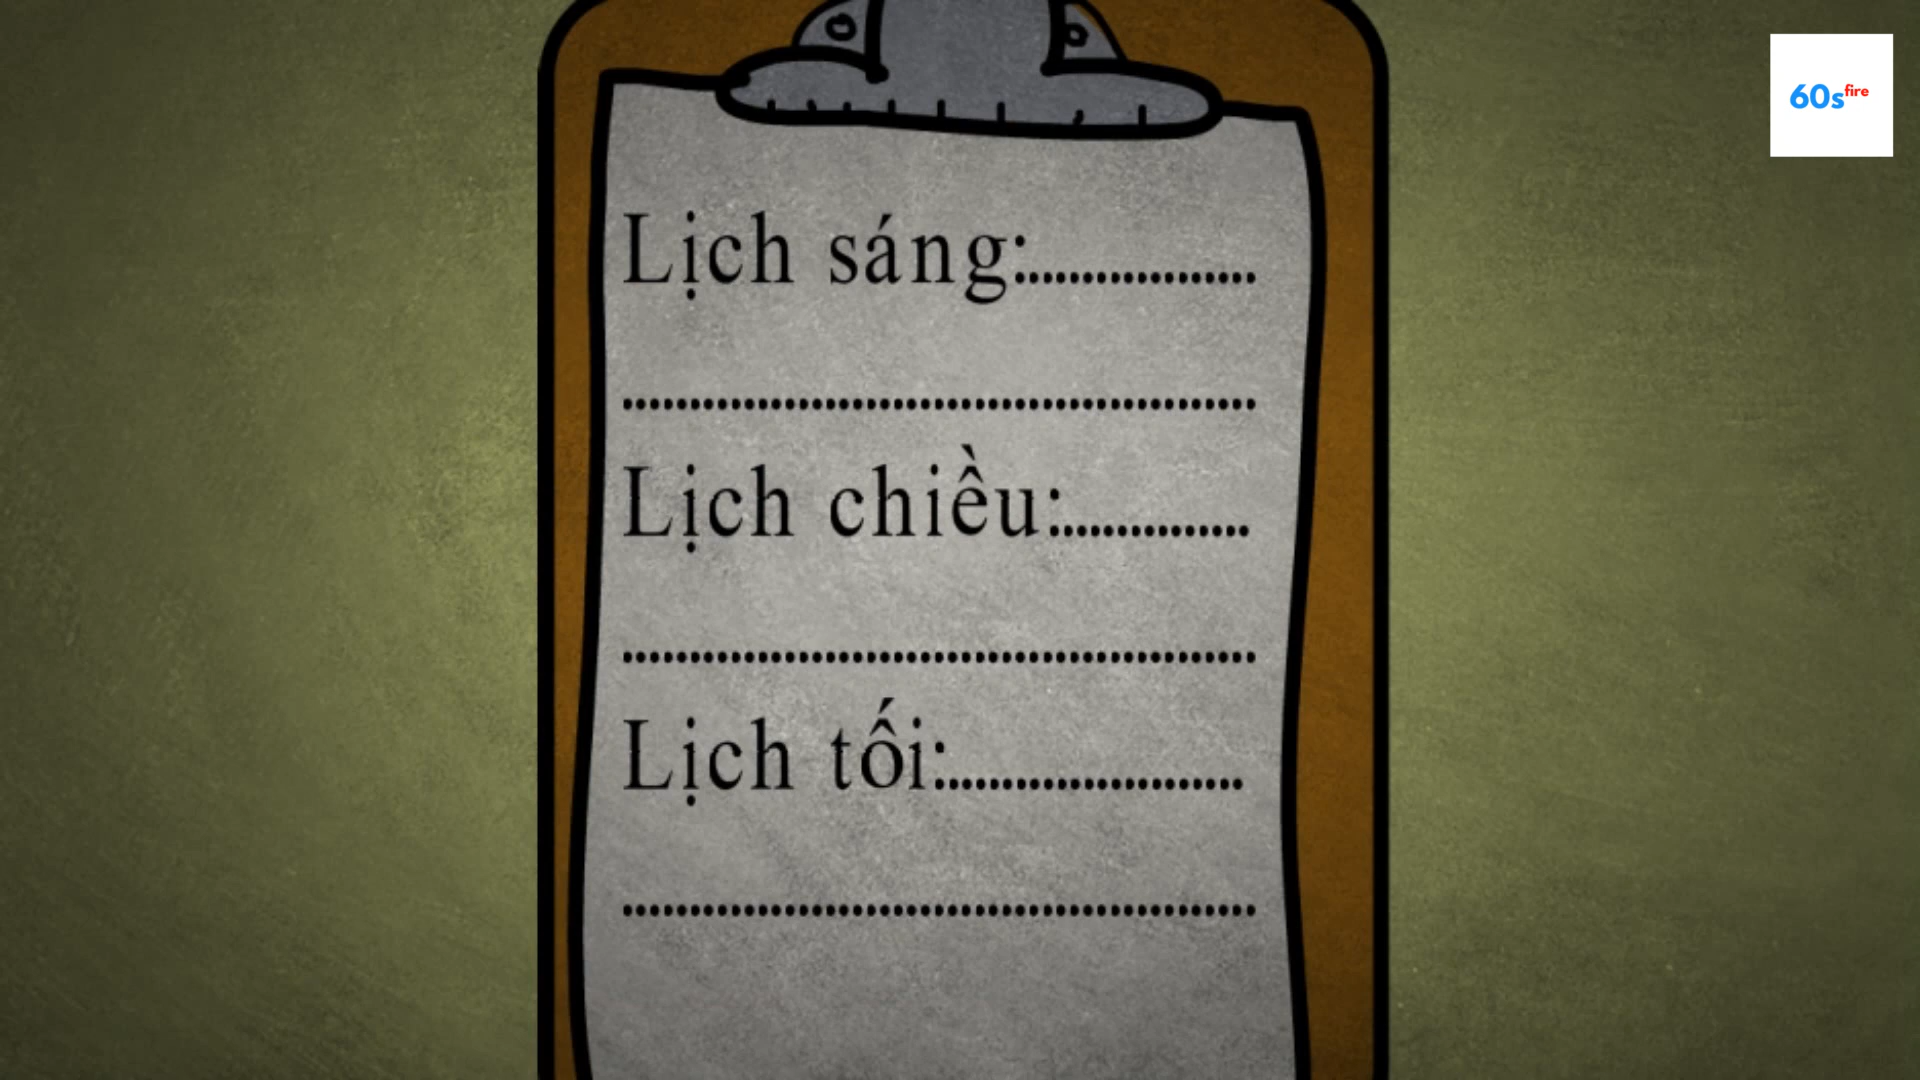 60sfire
Lịch sáng:..................
...............................................
Lịch chiều:...............
...............................................
Lịch tối:.......................
...............................................